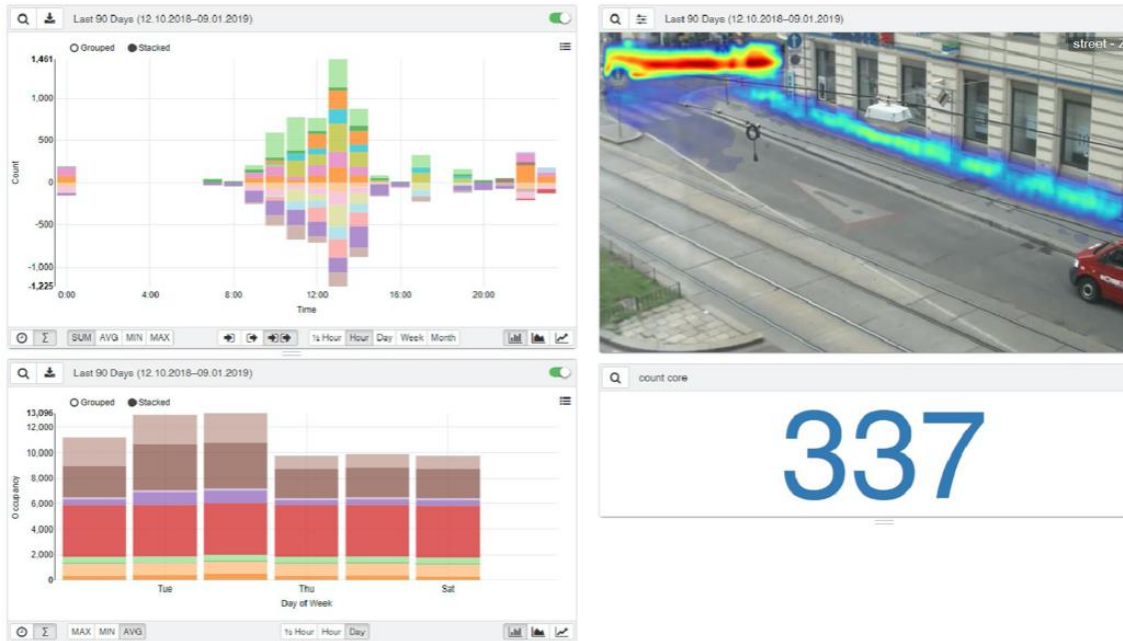 Last 90 Days (12.10.2018–09.01.2019)
Grouped Stacked
1,461
1,000
500
0
-500
-1,000
-1,225
Count
0:00 4:00 8:00 12:00 16:00 20:00
Time
Σ SUM AVG MIN MAX ½ Hour Hour Day Week Month
Last 90 Days (12.10.2018–09.01.2019)
Grouped Stacked
13,096
12,000
10,000
8,000
6,000
4,000
2,000
0
Occupancy
Tue Thu Sat
Day of Week
Σ MAX MIN AVG ½ Hour Hour Day
Last 90 Days (12.10.2018–09.01.2019)
street -
count core
337